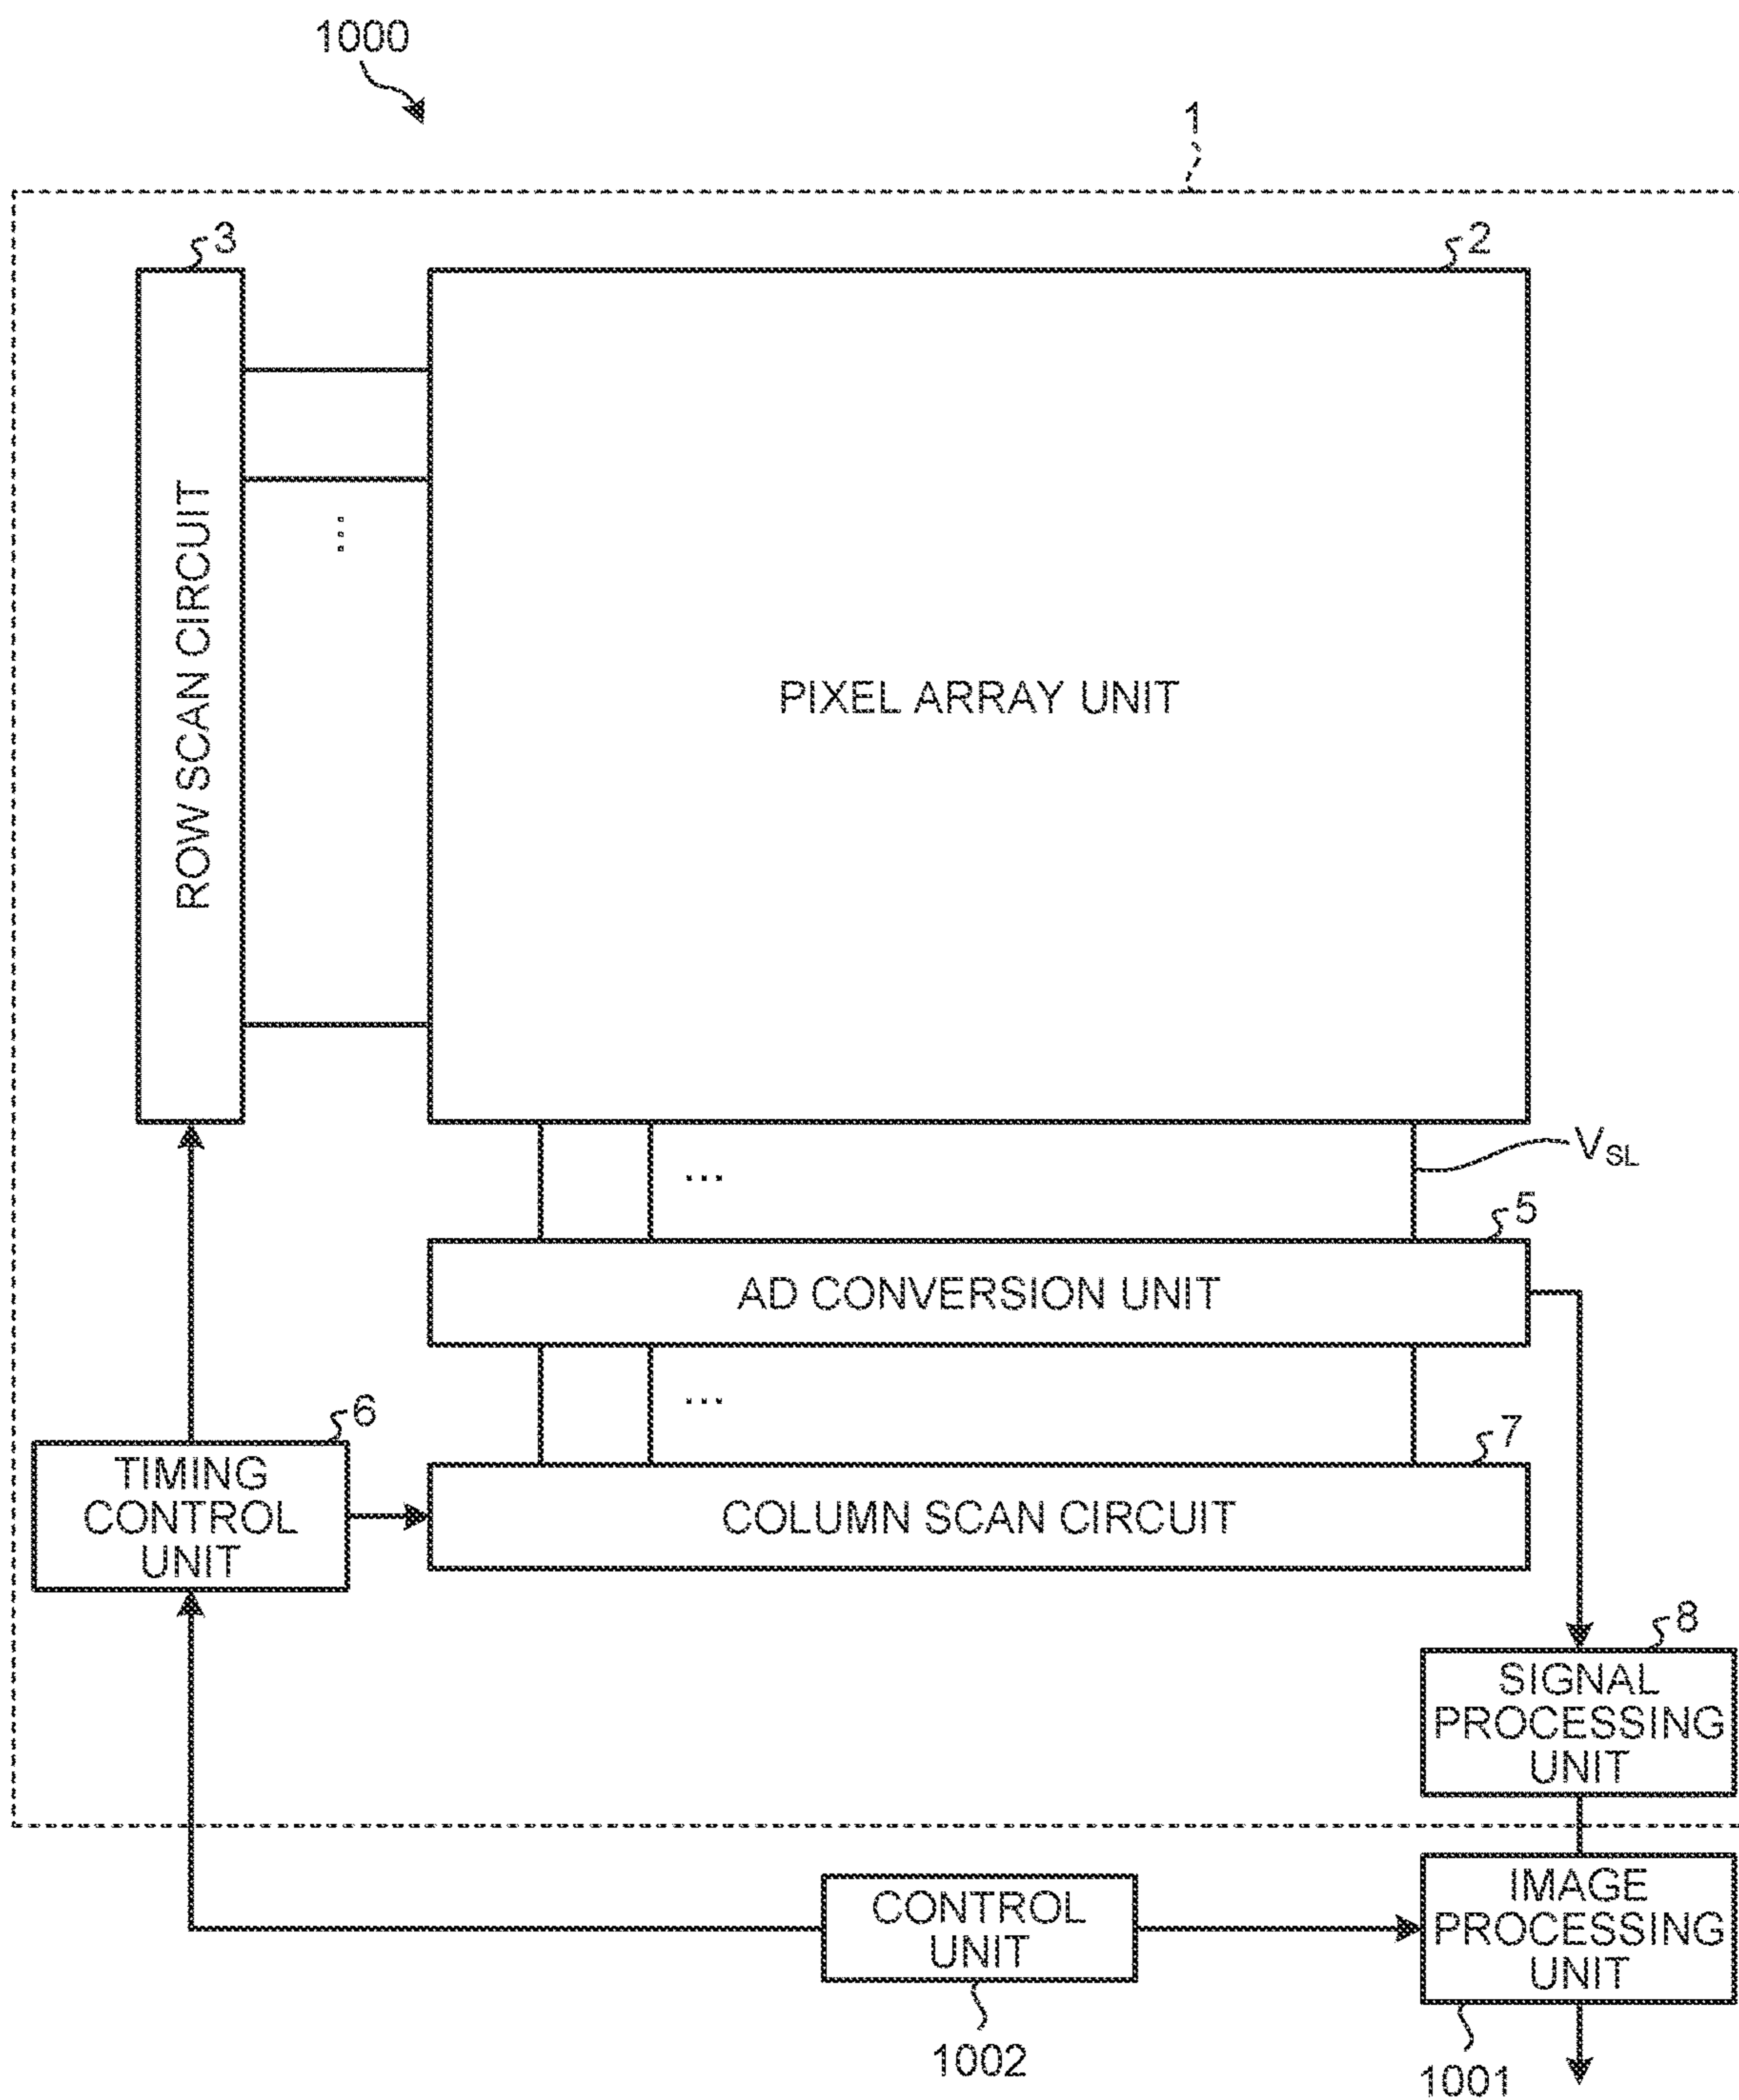 1000
1
3
2
ROW SCAN CIRCUIT
...
PIXEL ARRAY UNIT
...
VSL
5
AD CONVERSION UNIT
...
6
7
TIMING
CONTROL
UNIT
COLUMN SCAN CIRCUIT
8
SIGNAL
PROCESSING
UNIT
CONTROL
UNIT
IMAGE
PROCESSING
UNIT
1002
1001